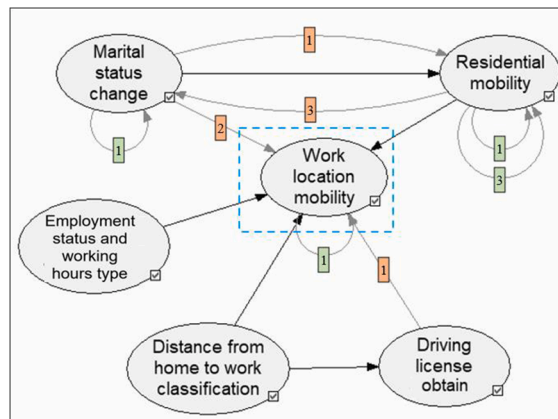 1
Marital
status
change
Residential
mobility
3
2
1
1
3
Work
location
mobility
Employment
status and
working
hours type
1
1
Distance from
home to work
classification
Driving
license
obtain